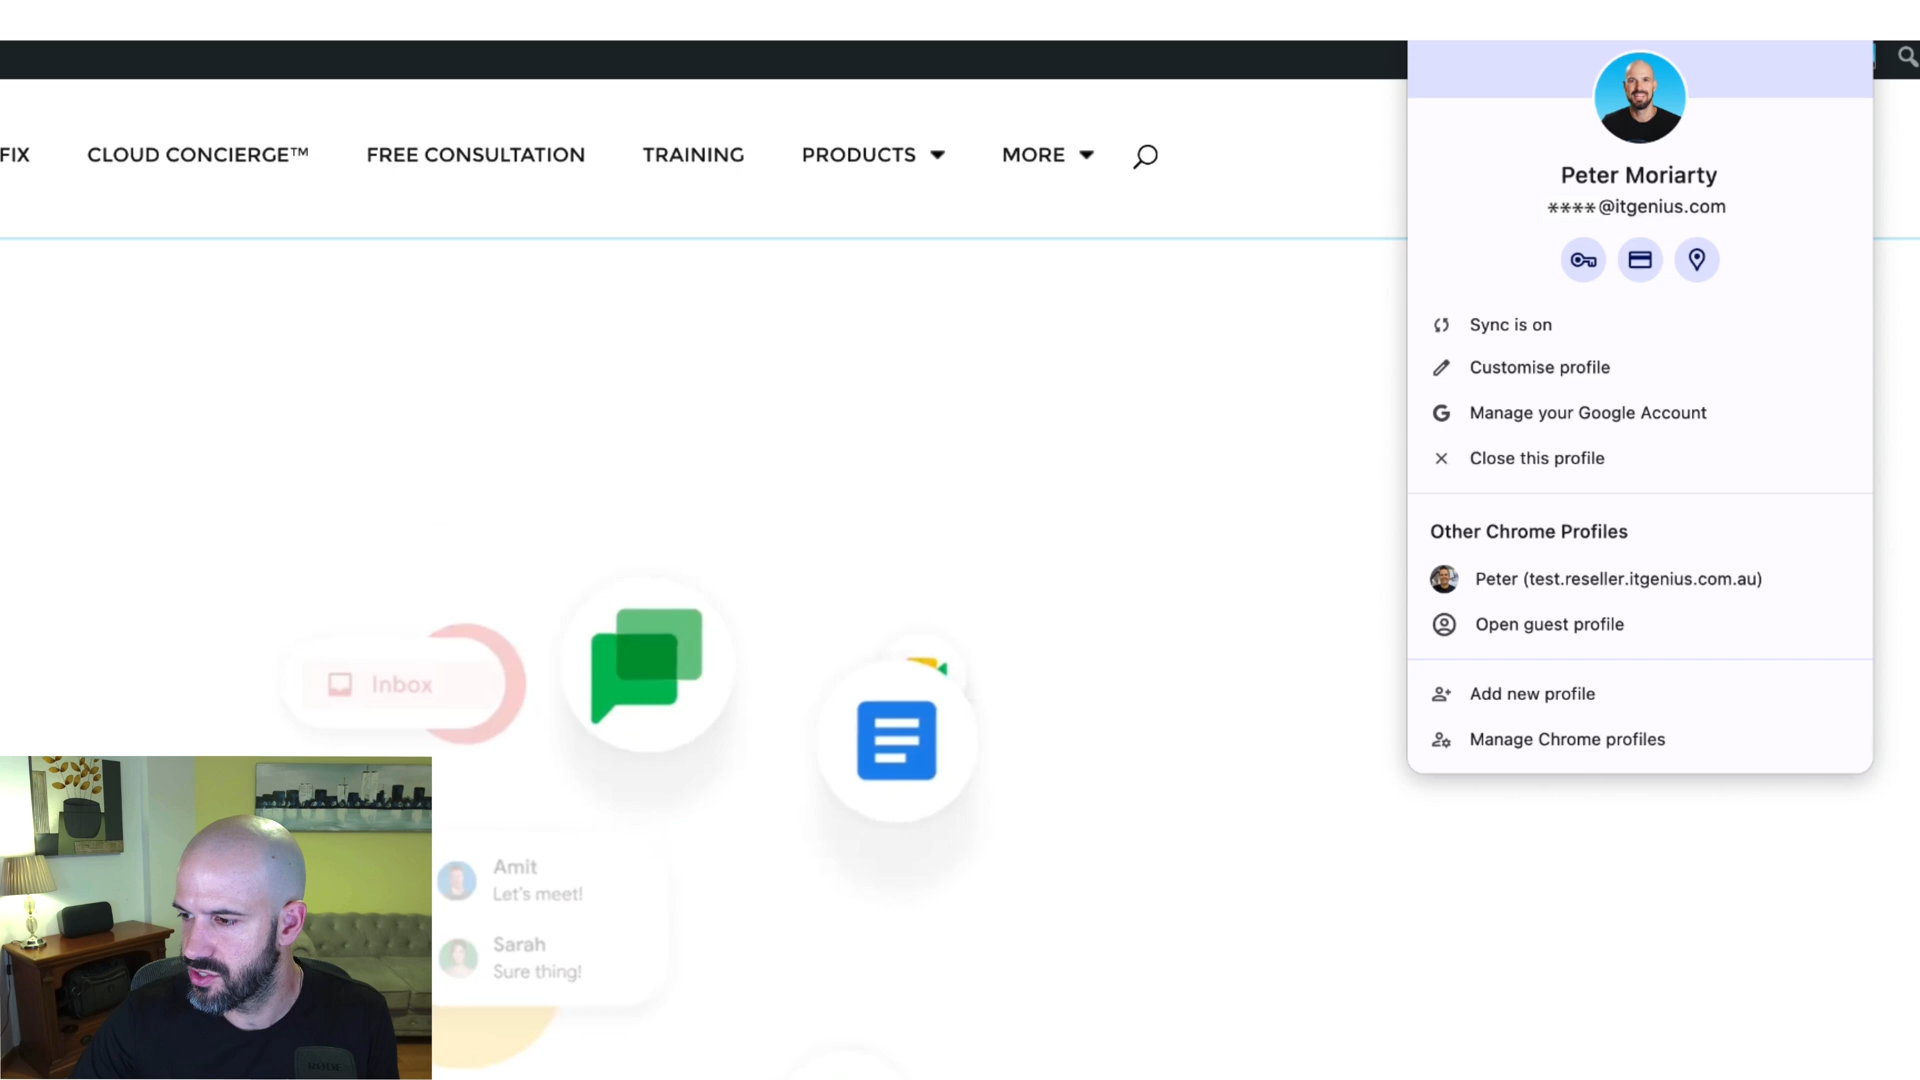 FIX
CLOUD CONCIERGE™
FREE CONSULTATION
TRAINING
PRODUCTS
MORE
Peter Moriarty
****@itgenius.com
Sync is on
Customise profile
Manage your Google Account
Close this profile
Other Chrome Profiles
Peter (test.reseller.itgenius.com.au)
Open guest profile
Add new profile
Manage Chrome profiles
Inbox
Amit
Let's meet!
Sarah
Sure thing!